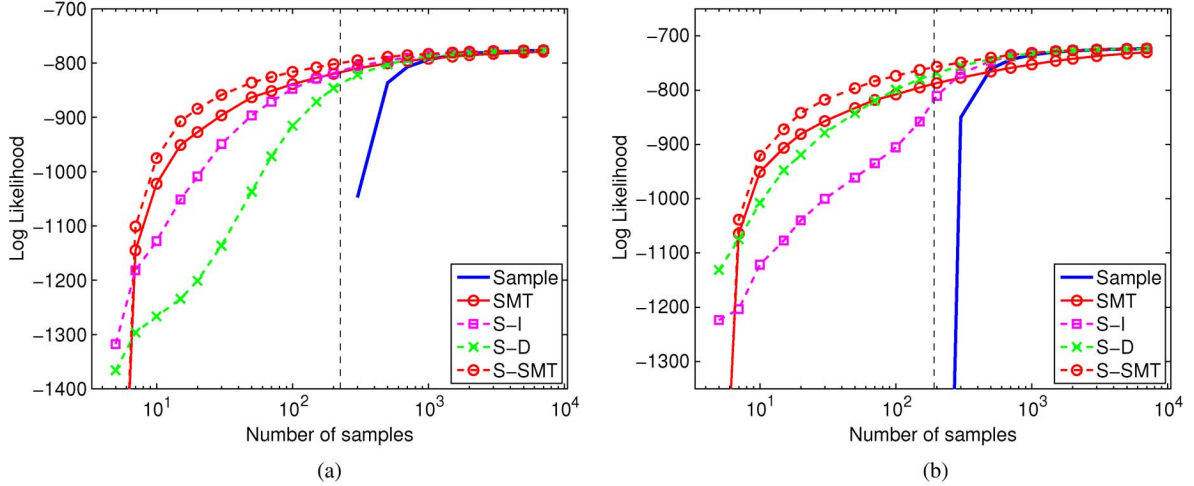 −700
−800
−900
−1000
−1100
−1200
−1300
−1400
Log Likelihood
10^1
10^2
10^3
10^4
Number of samples
Sample
SMT
S−I
S−D
S−SMT
(a)
−700
−800
−900
−1000
−1100
−1200
−1300
Log Likelihood
10^1
10^2
10^3
10^4
Number of samples
Sample
SMT
S−I
S−D
S−SMT
(b)